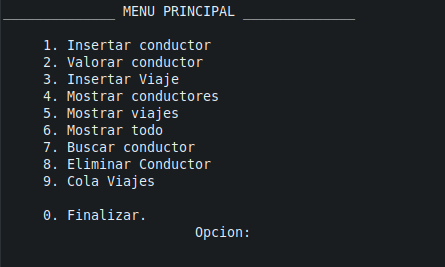 ______________ MENU PRINCIPAL ______________
1. Insertar conductor
2. Valorar conductor
3. Insertar Viaje
4. Mostrar conductores
5. Mostrar viajes
6. Mostrar todo
7. Buscar conductor
8. Eliminar Conductor
9. Cola Viajes
0. Finalizar.
Opcion: